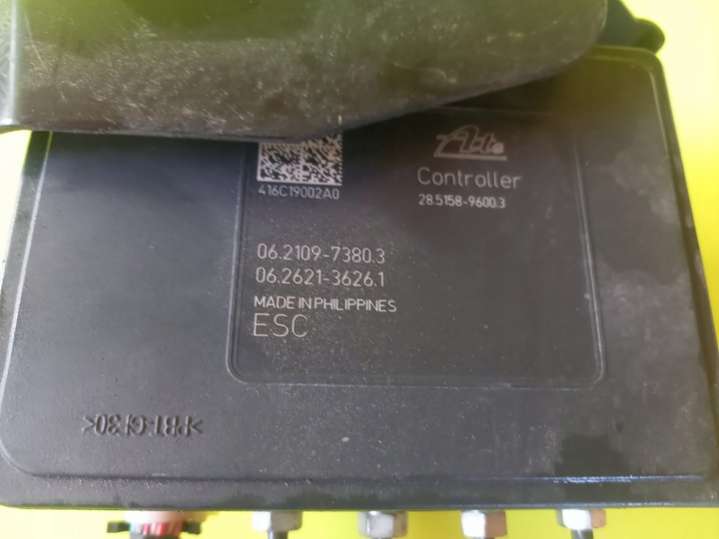 Ate
416C19002A0
Controller
28.5158-9600.3
06.2109-7380.3
06.2621-3626.1
MADE IN PHILIPPINES
ESC
>PBT-GF30<